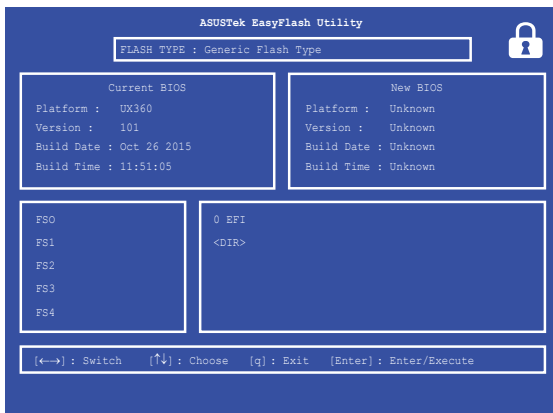 ASUSTek EasyFlash Utility
FLASH TYPE : Generic Flash Type
Current BIOS
Platform : UX360
Version : 101
Build Date : Oct 26 2015
Build Time : 11:51:05
New BIOS
Platform : Unknown
Version : Unknown
Build Date : Unknown
Build Time : Unknown
FSO
FS1
FS2
FS3
FS4
0 EFI
<DIR>
[←→] : Switch [↑↓] : Choose [q] : Exit [Enter] : Enter/Execute